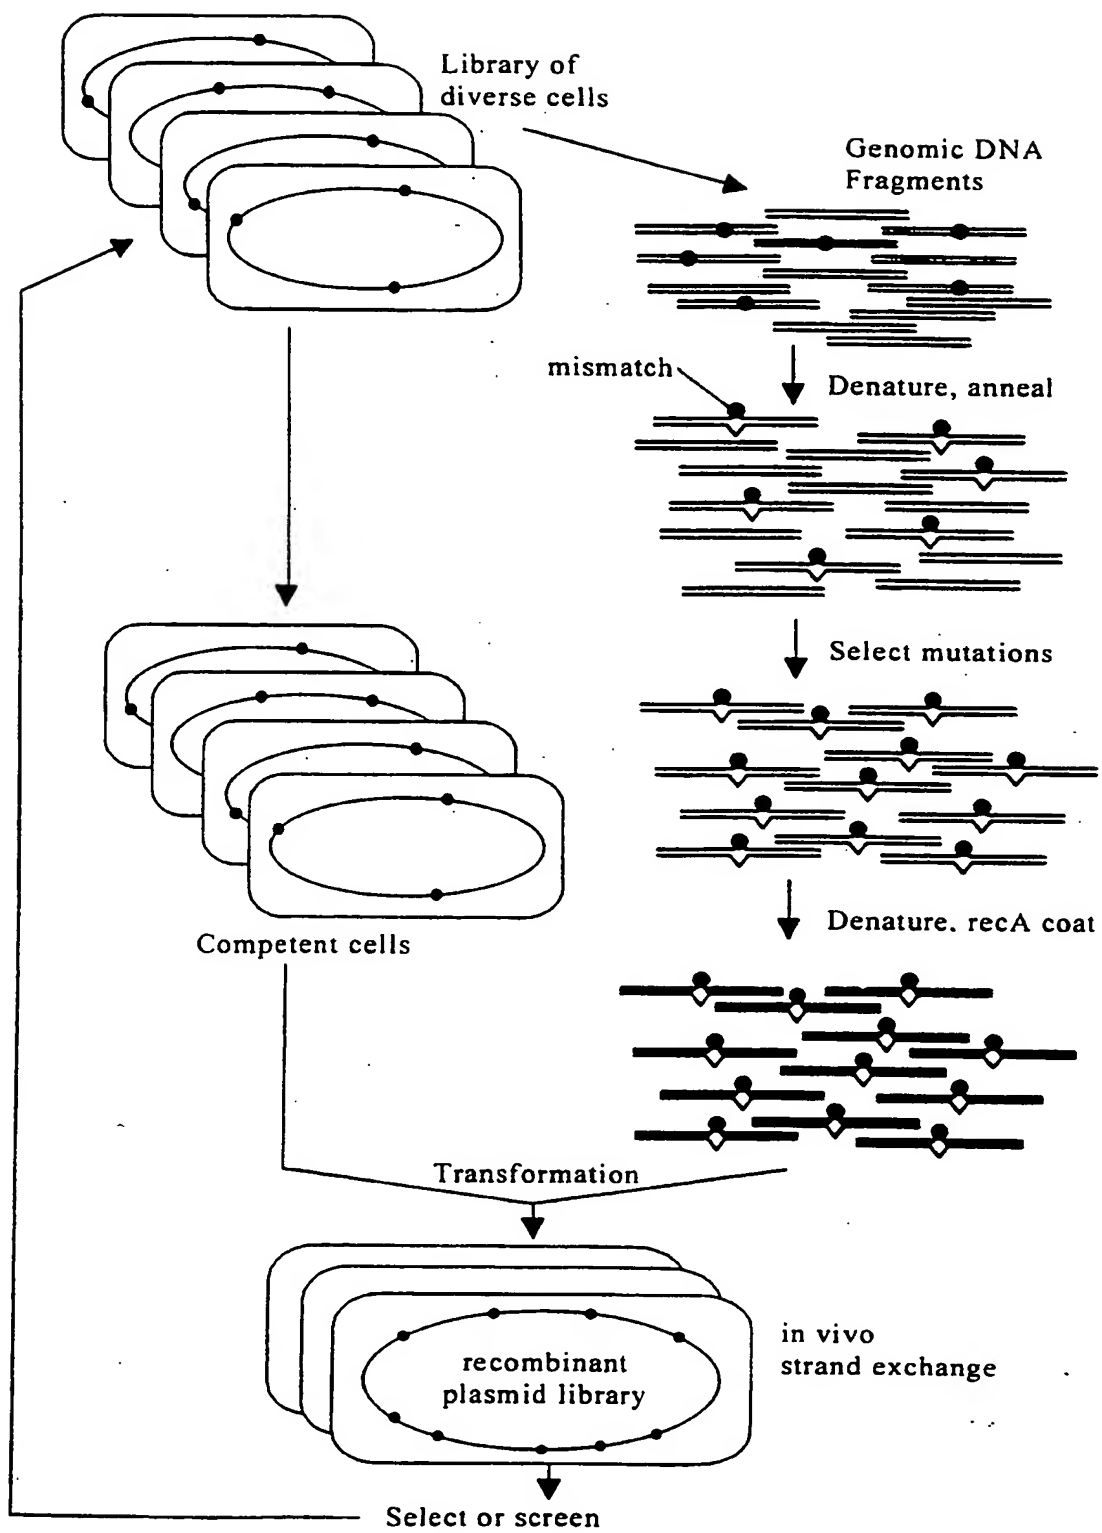 Library of
diverse cells
Genomic DNA
Fragments
mismatch
Denature, anneal
Select mutations
Denature. recA coat
Competent cells
Transformation
in vivo
strand exchange
recombinant
plasmid library
Select or screen